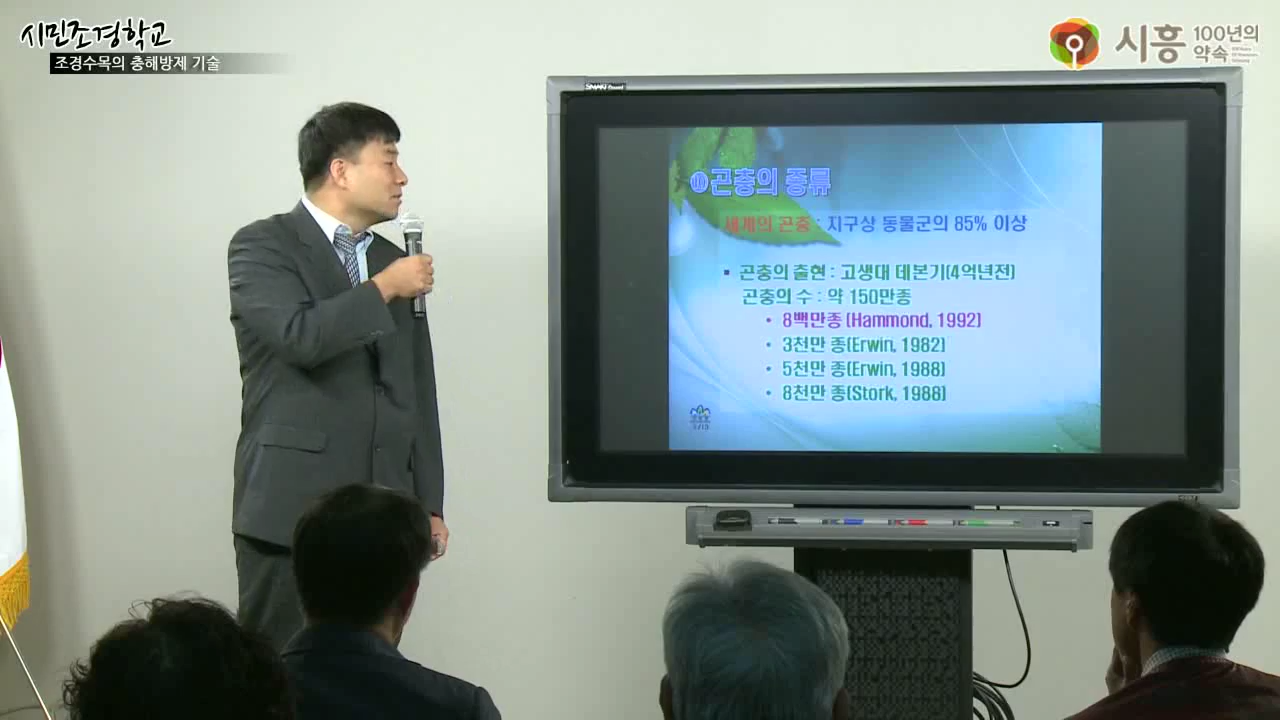 시민조경학교
조경수목의 충해방제 기술
시흥 100년의 약속
SMART Board
곤충의 종류
세계의 곤충 : 지구상 동물군의 85% 이상
▪ 곤충의 출현 : 고생대 데본기(4억년전)
곤충의 수 : 약 150만종
• 8백만종(Hammond, 1992)
• 3천만 종(Erwin, 1982)
• 5천만 종(Erwin, 1988)
• 8천만 종(Stork, 1988)